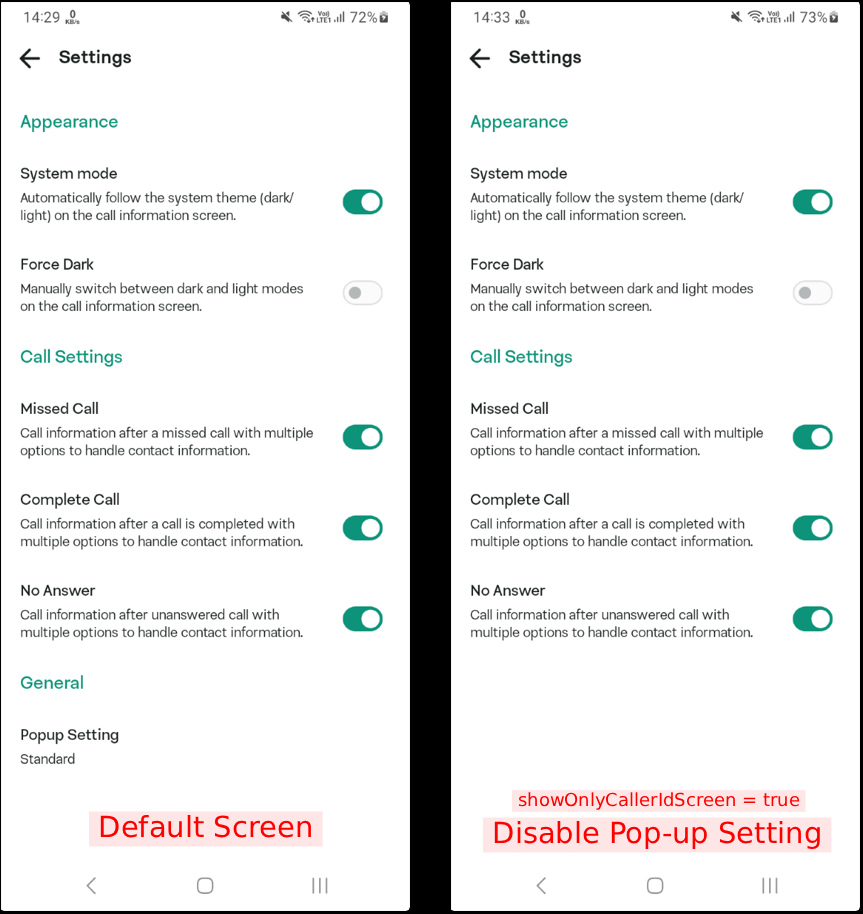 14:29 0 KB/s Vo) LTE1 72%
Settings
Appearance
System mode
Automatically follow the system theme (dark/
light) on the call information screen.
Force Dark
Manually switch between dark and light modes
on the call information screen.
Call Settings
Missed Call
Call information after a missed call with multiple
options to handle contact information.
Complete Call
Call information after a call is completed with
multiple options to handle contact information.
No Answer
Call information after unanswered call with
multiple options to handle contact information.
General
Popup Setting
Standard
Default Screen
14:33 0 KB/s Vo) LTE1 73%
Settings
Appearance
System mode
Automatically follow the system theme (dark/
light) on the call information screen.
Force Dark
Manually switch between dark and light modes
on the call information screen.
Call Settings
Missed Call
Call information after a missed call with multiple
options to handle contact information.
Complete Call
Call information after a call is completed with
multiple options to handle contact information.
No Answer
Call information after unanswered call with
multiple options to handle contact information.
showOnlyCallerIdScreen = true
Disable Pop-up Setting